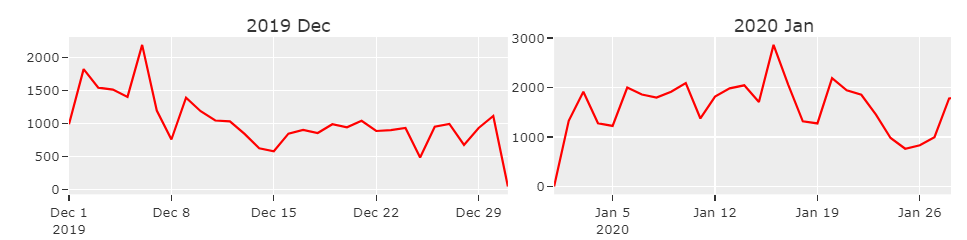 2019 Dec
2000
1500
1000
500
0
Dec 1
2019
Dec 8
Dec 15
Dec 22
Dec 29
2020 Jan
3000
2000
1000
0
Jan 5
2020
Jan 12
Jan 19
Jan 26